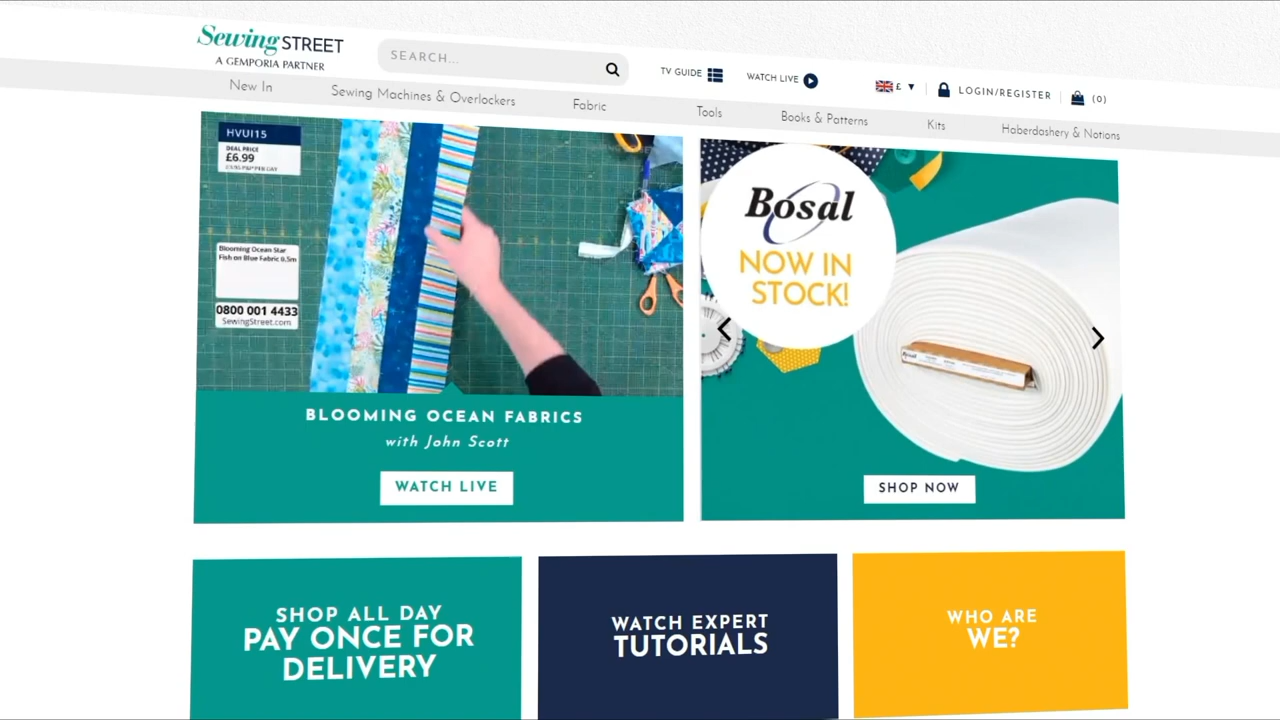 Sewing STREET
A GEMPORIA PARTNER
SEARCH...
TV GUIDE
WATCH LIVE
£
LOGIN/REGISTER
(0)
New In
Sewing Machines & Overlockers
Fabric
Tools
Books & Patterns
Kits
Haberdashery & Notions
HVUI15
DEAL PRICE
£6.99
Blooming Ocean Star
Fish on Blue Fabric 0.5m
0800 001 4433
SewingStreet.com
BLOOMING OCEAN FABRICS
with John Scott
WATCH LIVE
Bosal
NOW IN
STOCK!
Bosal
SHOP NOW
SHOP ALL DAY
PAY ONCE FOR
DELIVERY
WATCH EXPERT
TUTORIALS
WHO ARE
WE?